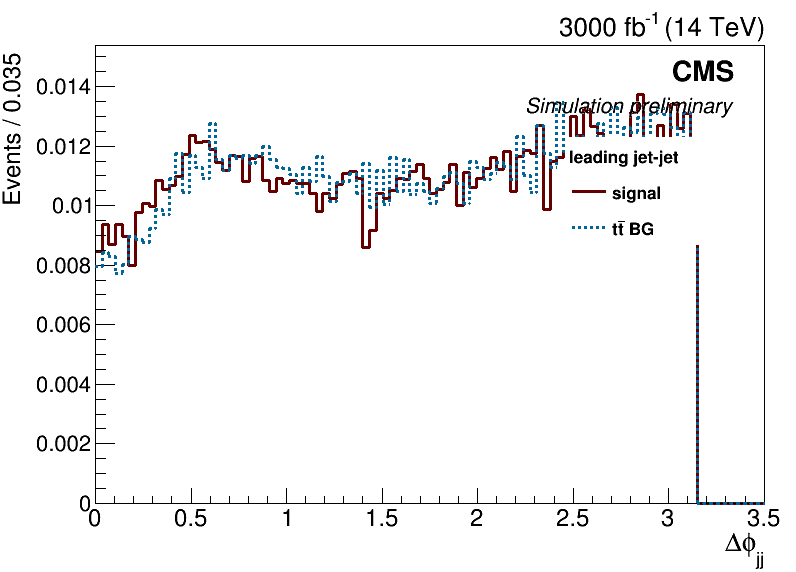 3000 fb-1 (14 TeV)
Events / 0.035
CMS
Simulation preliminary
leading jet-jet
signal
tt̄ BG
0.014
0.012
0.01
0.008
0.006
0.004
0.002
0
0 0.5 1 1.5 2 2.5 3 3.5
Δϕjj